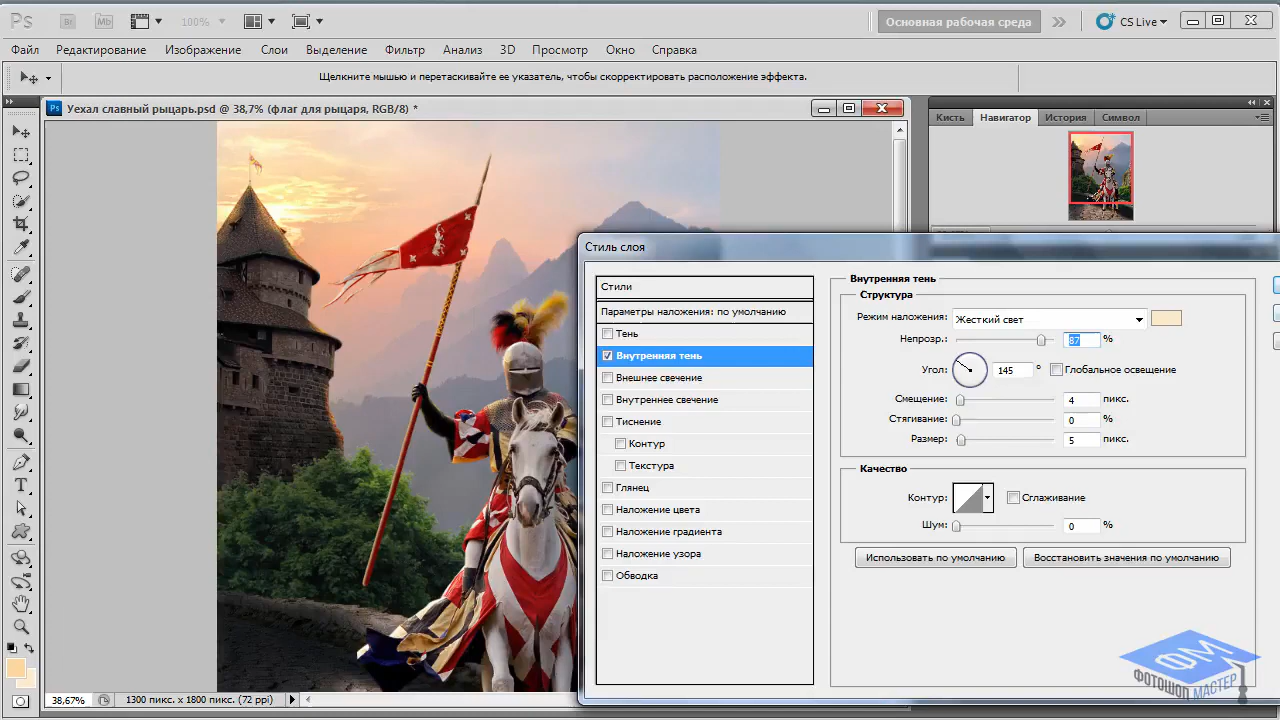 Ps Br Mb 100% Основная рабочая среда CS Live
Файл Редактирование Изображение Слои Выделение Фильтр Анализ 3D Просмотр Окно Справка
Щелкните мышью и перетаскивайте ее указатель, чтобы скорректировать расположение эффекта.
Ps Уехал славный рыцарь.psd @ 38,7% (флаг для рыцаря, RGB/8) *
Кисть Навигатор История Символ
Стиль слоя
Стили
Параметры наложения: по умолчанию
Тень
Внутренняя тень
Внешнее свечение
Внутреннее свечение
Тиснение
Контур
Текстура
Глянец
Наложение цвета
Наложение градиента
Наложение узора
Обводка
Внутренняя тень
Структура
Режим наложения: Жесткий свет
Непрозр.: 87 %
Угол: 145 ° Глобальное освещение
Смещение: 4 пикс.
Стягивание: 0 %
Размер: 5 пикс.
Качество
Контур: Сглаживание
Шум: 0 %
Использовать по умолчанию Восстановить значения по умолчанию
38,67% 1300 пикс. x 1800 пикс. (72 ppi)
ФМ
ФОТОШОП МАСТЕР